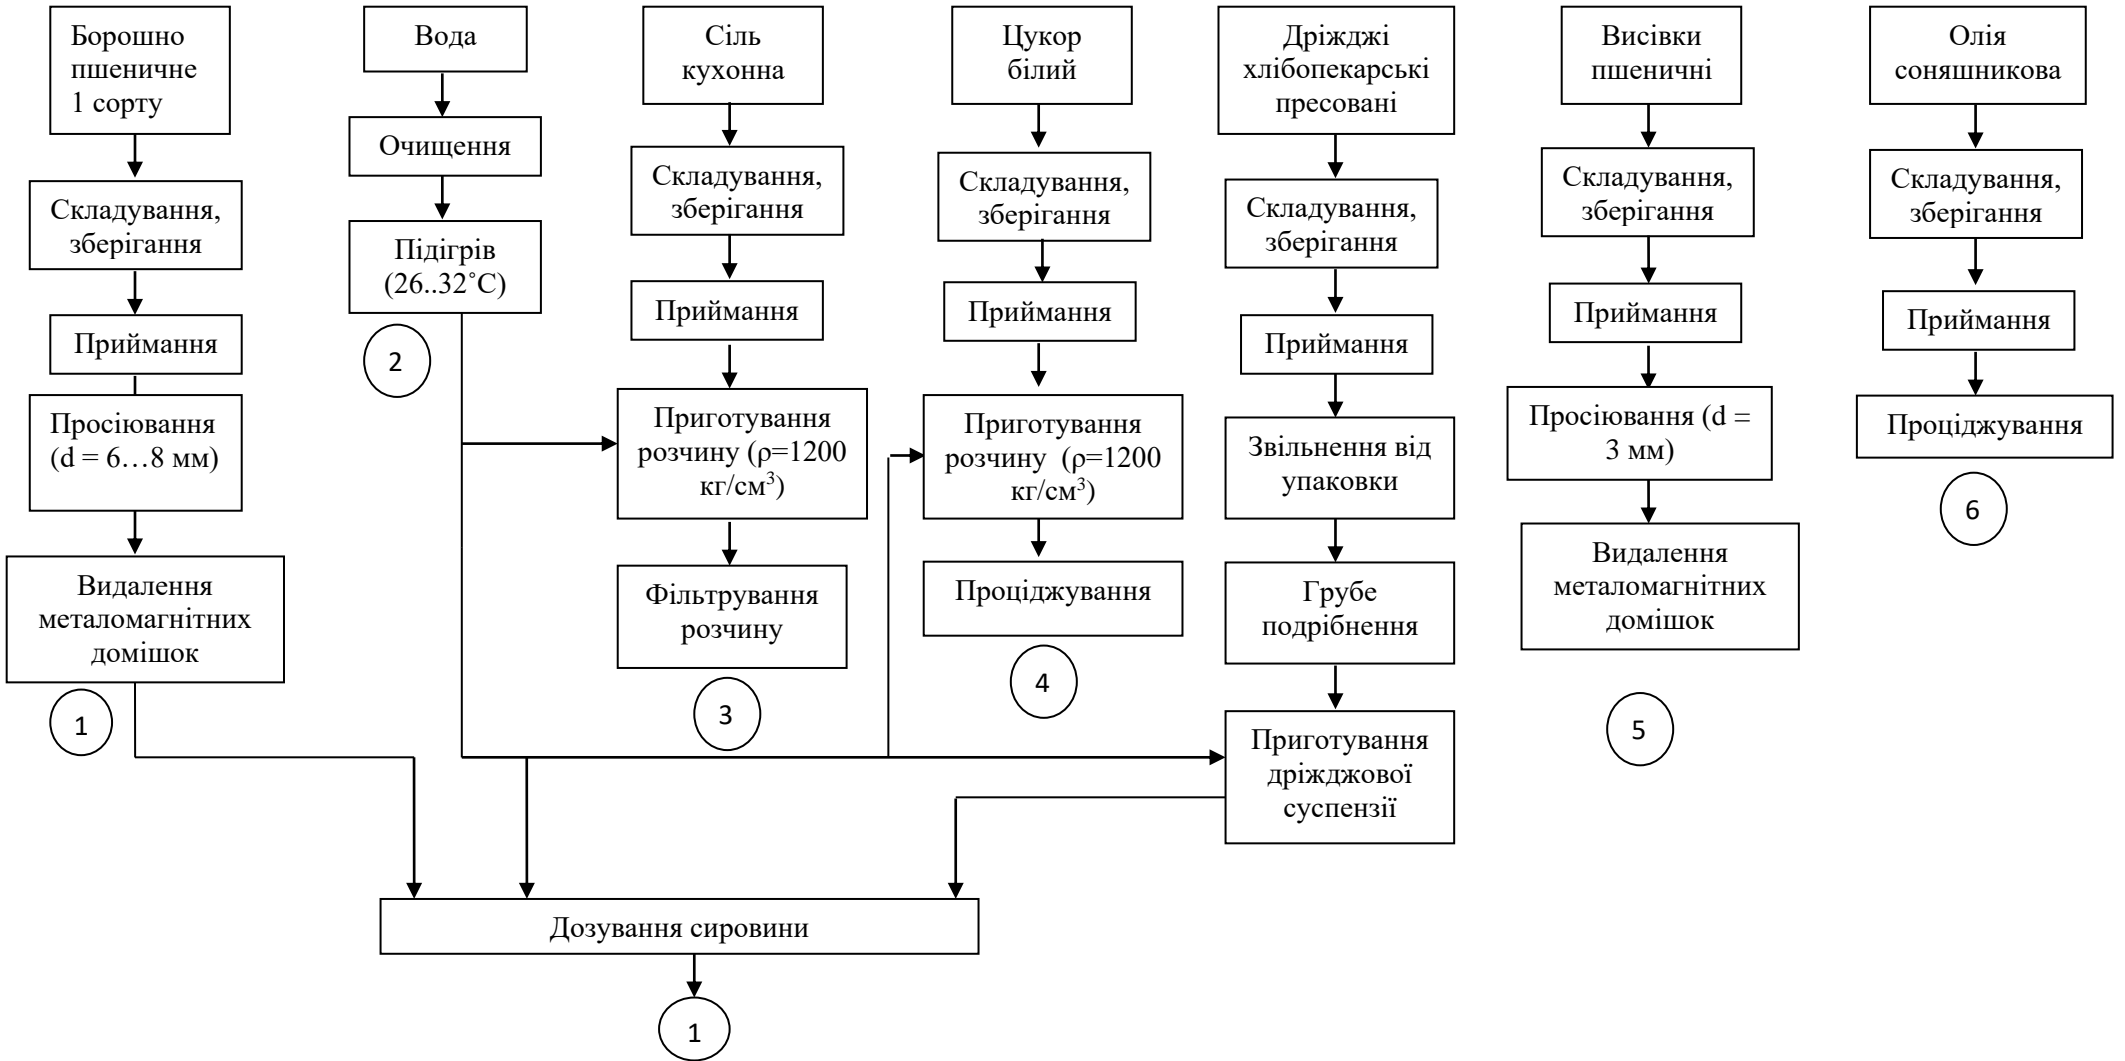 Борошно
пшеничне
1 сорту
Складування,
зберігання
Приймання
Просіювання
(d = 6…8 мм)
Видалення
металомагнітних
домішок
1
Вода
Очищення
Підігрів
(26..32˚С)
2
Сіль
кухонна
Складування,
зберігання
Приймання
Приготування
розчину (ρ=1200
кг/см³)
Фільтрування
розчину
3
Цукор
білий
Складування,
зберігання
Приймання
Приготування
розчину (ρ=1200
кг/см³)
Проціджування
4
Дріжджі
хлібопекарські
пресовані
Складування,
зберігання
Приймання
Звільнення від
упаковки
Грубе
подрібнення
Приготування
дріжджової
суспензії
Висівки
пшеничні
Складування,
зберігання
Приймання
Просіювання (d =
3 мм)
Видалення
металомагнітних
домішок
5
Олія
соняшникова
Складування,
зберігання
Приймання
Проціджування
6
Дозування сировини
1